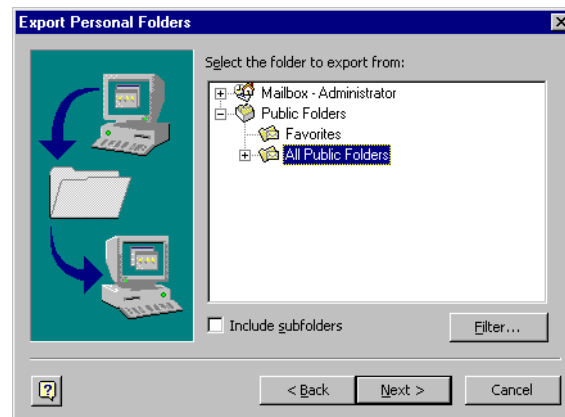 Export Personal Folders
Select the folder to export from:
Mailbox - Administrator
Public Folders
Favorites
All Public Folders
Include subfolders
Filter...
< Back
Next >
Cancel